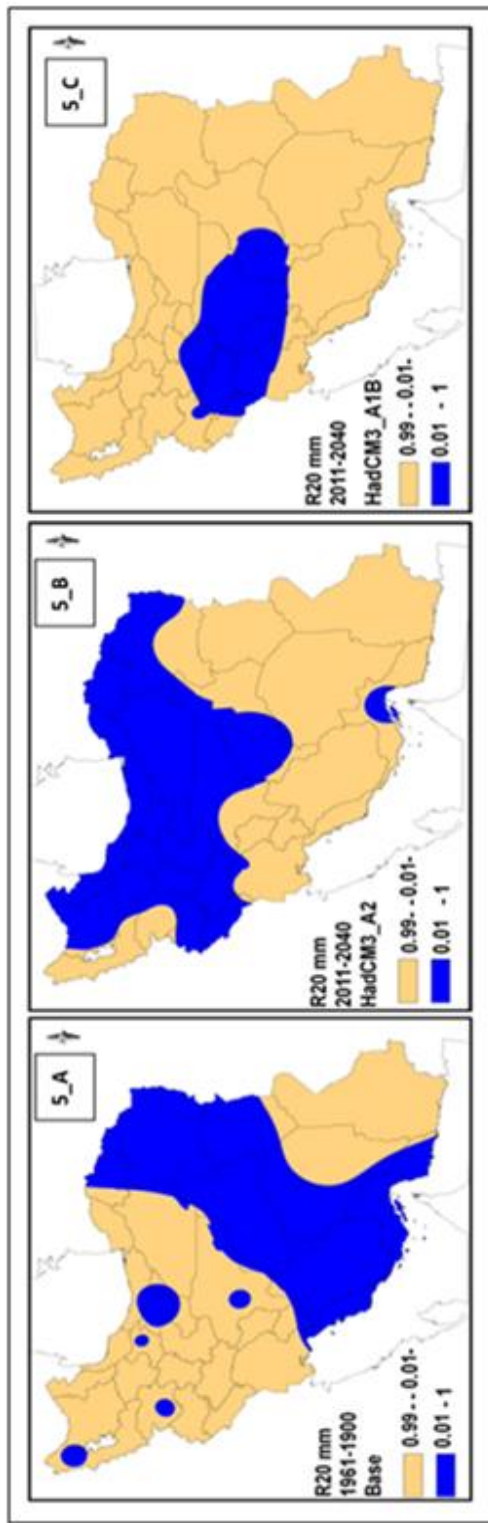 5_A
R20 mm
1961-1900
Base
0.99 - - 0.01-
0.01 - 1
5_B
R20 mm
2011-2040
HadCM3_A2
0.99- - 0.01-
0.01 - 1
5_C
R20 mm
2011-2040
HadCM3_A1B
0.99 - - 0.01-
0.01 - 1